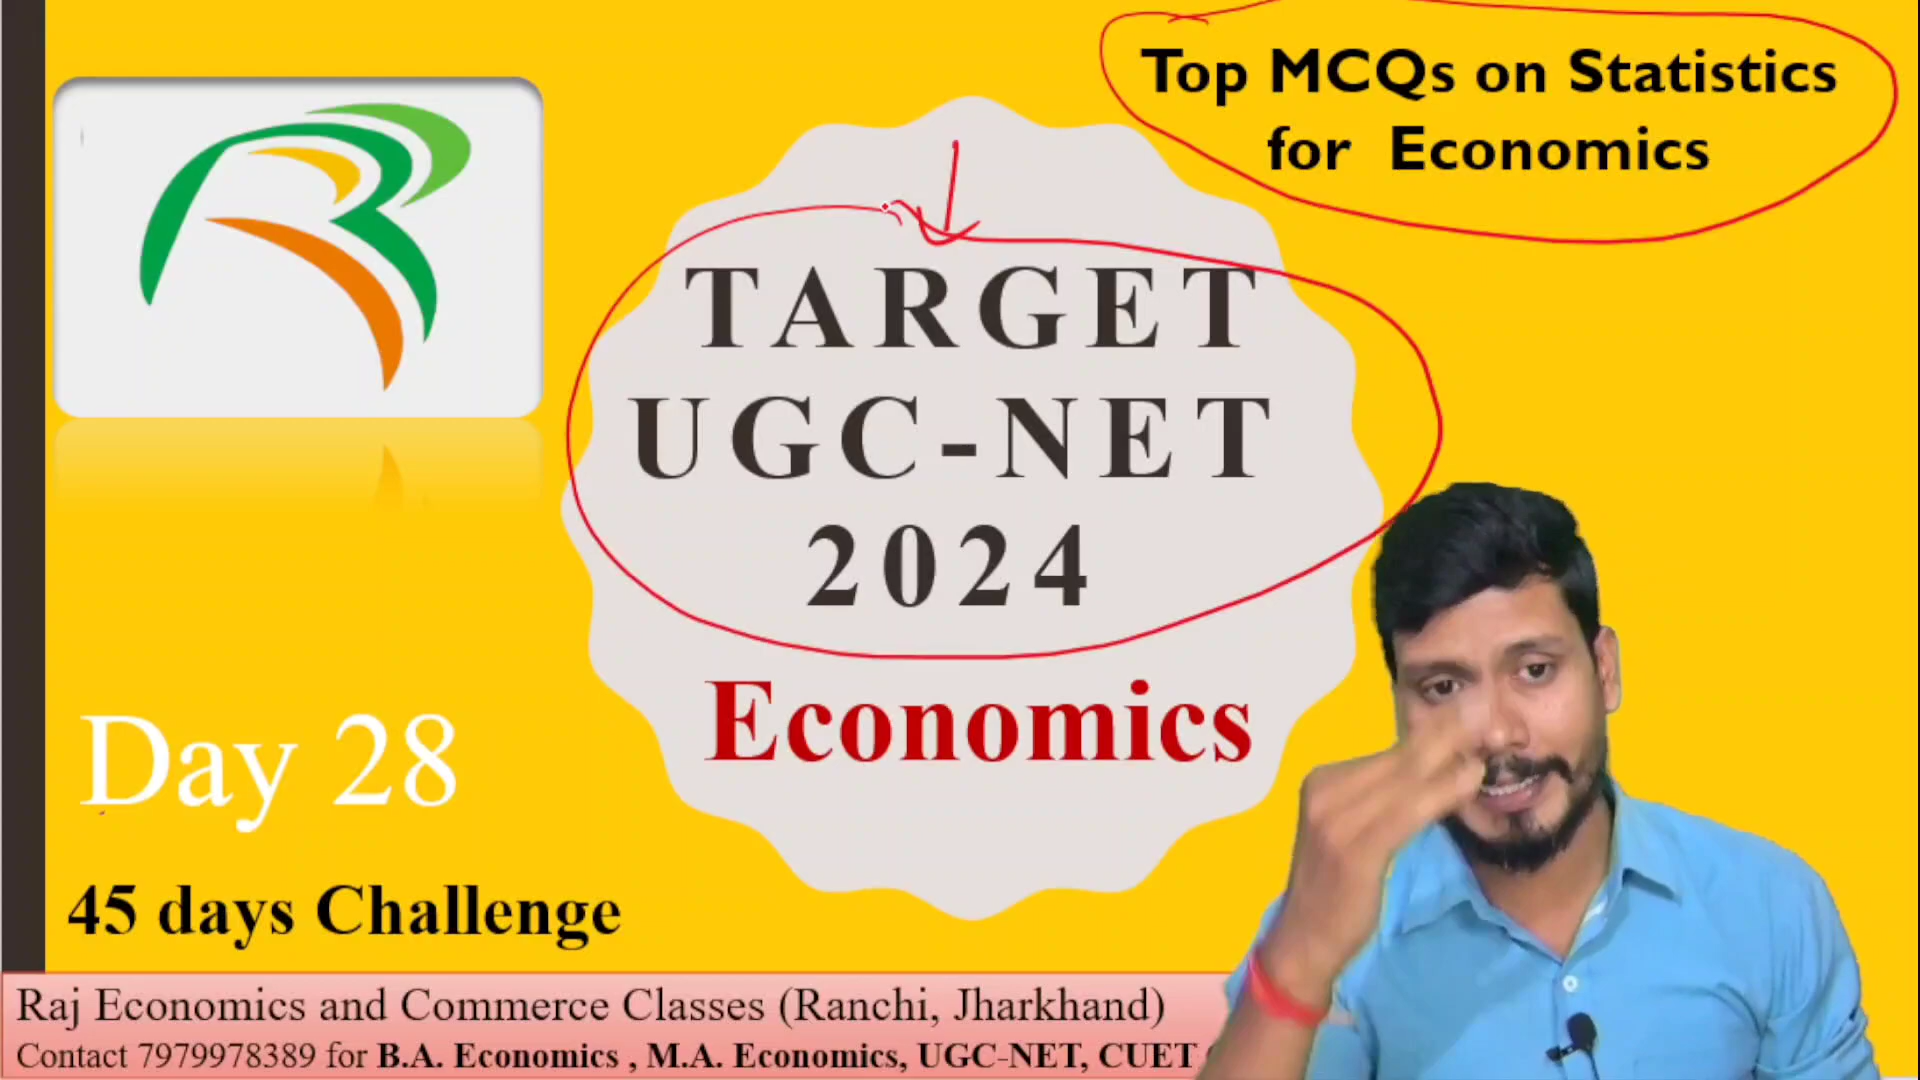 Top MCQs on Statistics
for Economics
TARGET
UGC-NET
2024
Economics
Day 28
45 days Challenge
Raj Economics and Commerce Classes (Ranchi, Jharkhand)
Contact 7979978389 for B.A. Economics , M.A. Economics, UGC-NET, CUET